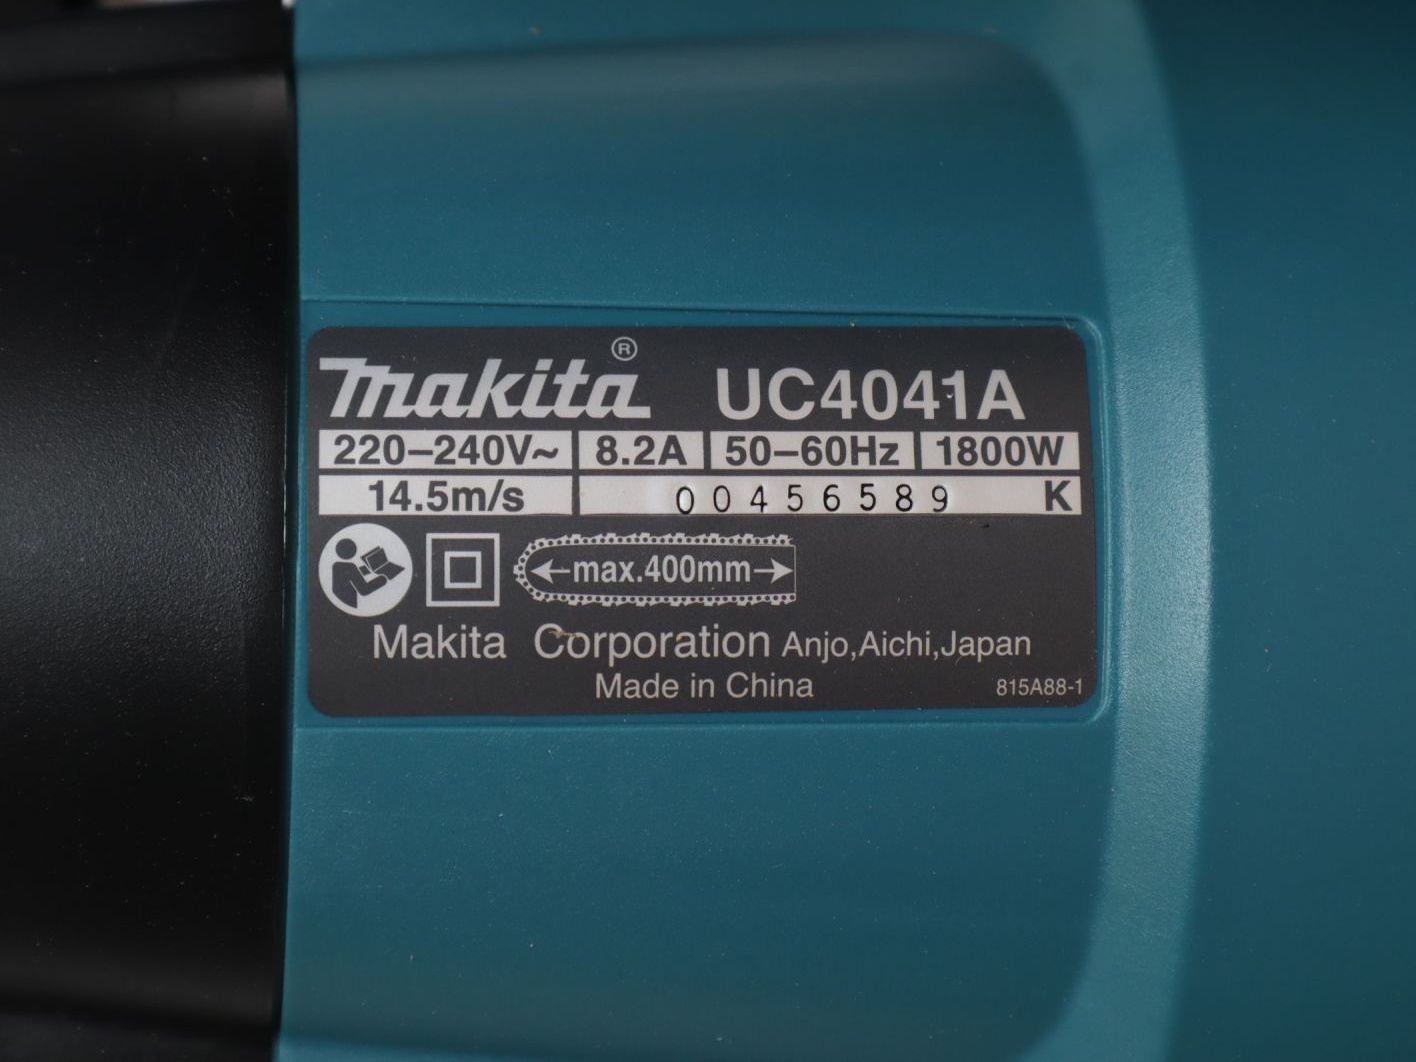 makita® UC4041A
220–240V~ 8.2A 50–60Hz 1800W
14.5m/s 00456589 K
max.400mm
Makita Corporation Anjo,Aichi,Japan
Made in China 815A88-1